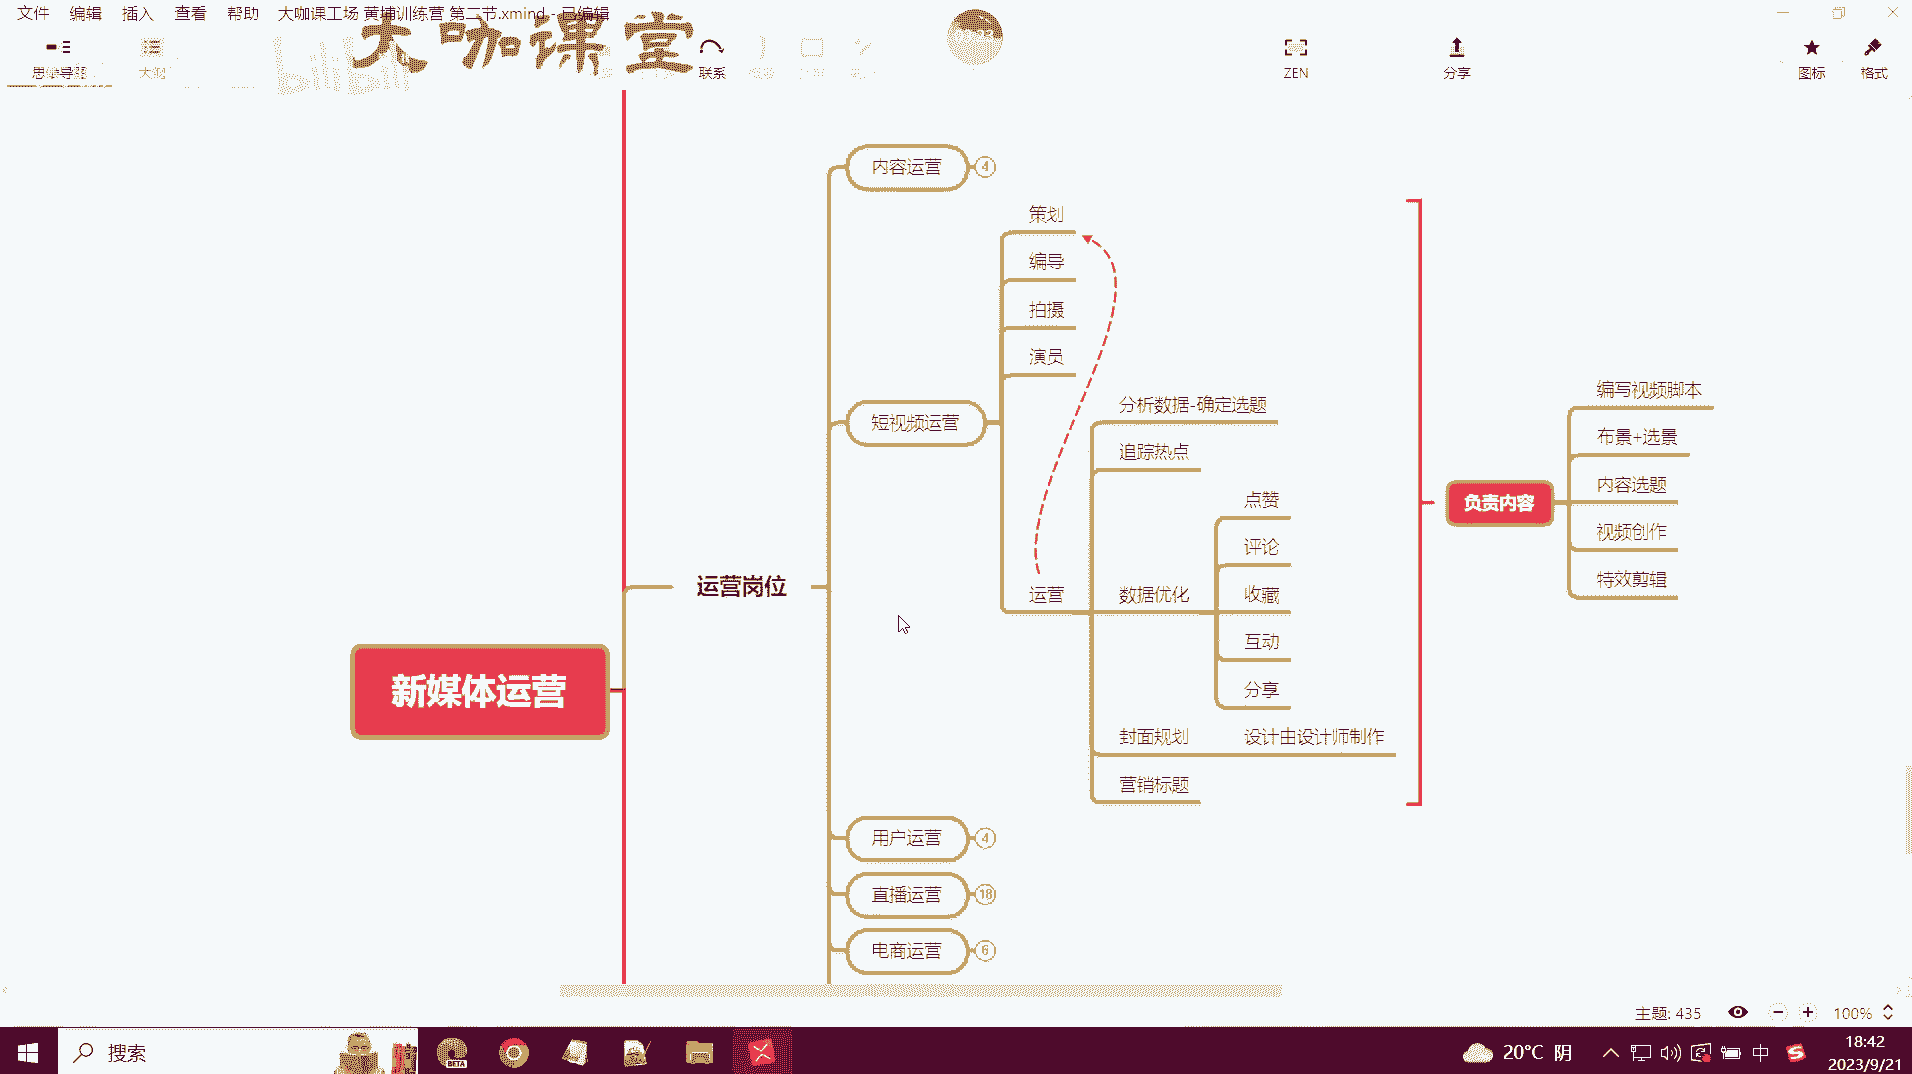 文件 编辑 插入 查看 帮助 大咖课工场 黄埔训练营 第二节.xmind - 已编辑
大咖课堂
bilibili
思维导图 大纲 联系 ZEN 分享 图标 格式
内容运营 4
策划
编导
拍摄
演员
短视频运营
分析数据-确定选题
追踪热点
点赞
评论
运营 数据优化 收藏
互动
分享
封面规划 设计由设计师制作
营销标题
负责内容
编写视频脚本
布景+选景
内容选题
视频创作
特效剪辑
运营岗位
新媒体运营
用户运营 4
直播运营 18
电商运营 6
主题: 435 100%
搜索 BETA 20°C 阴 中 18:42
2023/9/21